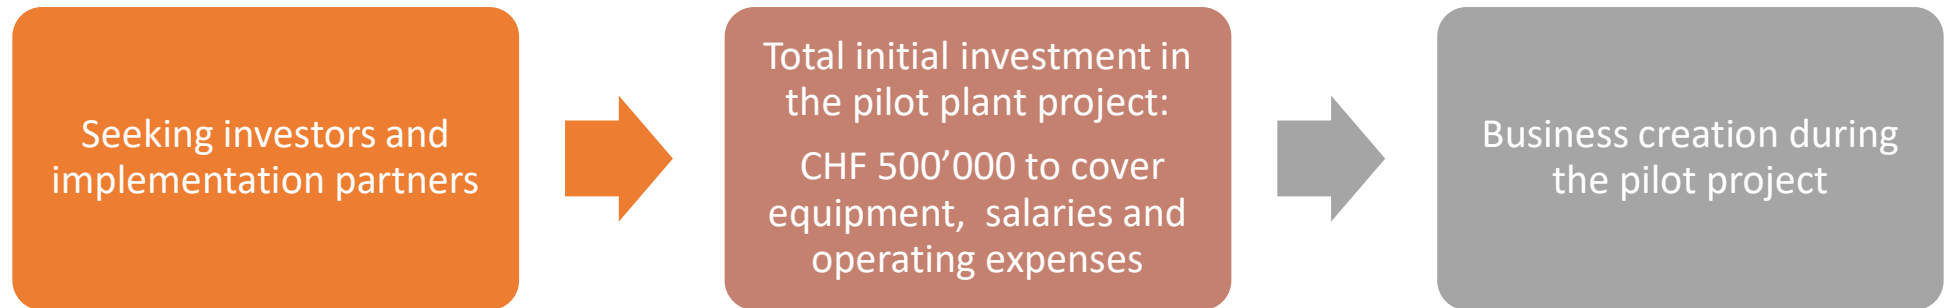 Seeking investors and
implementation partners
Total initial investment in
the pilot plant project:
CHF 500’000 to cover
equipment,  salaries and
operating expenses
Business creation during
the pilot project